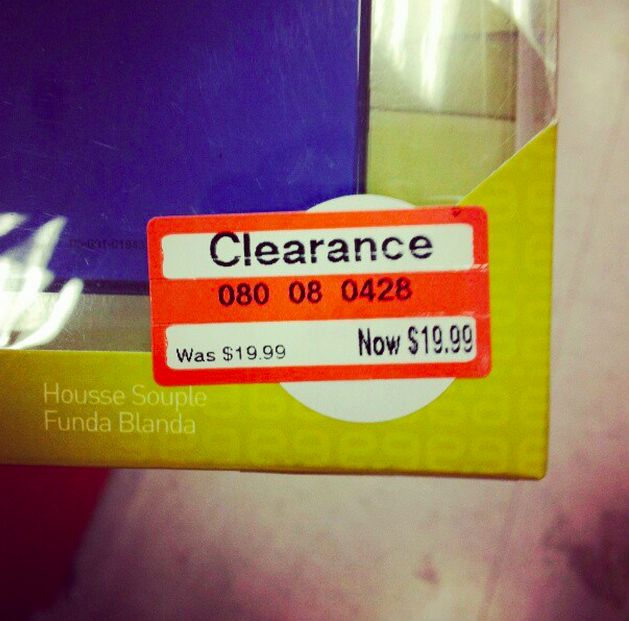 Clearance
080 08 0428
Was $19.99 Now $19.99
Housse Souple
Funda Blanda